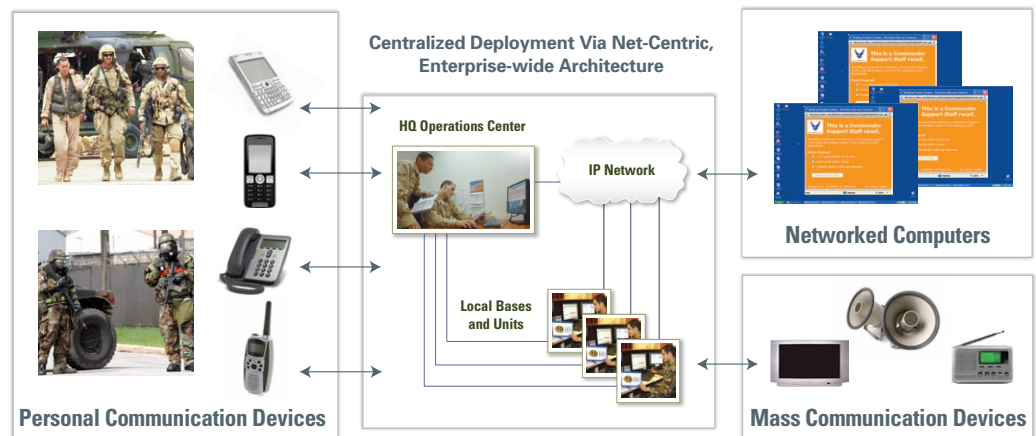 Centralized Deployment Via Net-Centric,
Enterprise-wide Architecture
HQ Operations Center
IP Network
Local Bases
and Units
Personal Communication Devices
This is a Commander
Support Staff recall.
This is a Commander
Support Staff recall.
This is a Commander
Support Staff recall.
Networked Computers
Mass Communication Devices